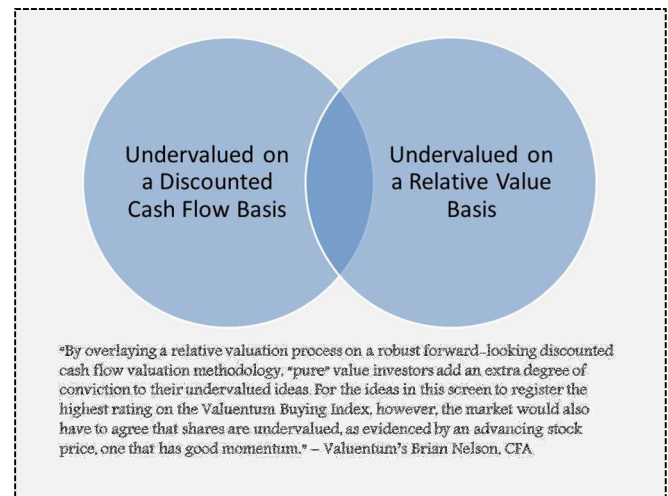 Undervalued on
a Discounted
Cash Flow Basis
Undervalued on
a Relative Value
Basis
"By overlaying a relative valuation process on a robust forward-looking discounted
cash flow valuation methodology, "pure" value investors add an extra degree of
conviction to their undervalued ideas. For the ideas in this screen to register the
highest rating on the Valuentum Buying Index, however, the market would also
have to agree that shares are undervalued, as evidenced by an advancing stock
price, one that has good momentum." – Valuentum's Brian Nelson, CFA